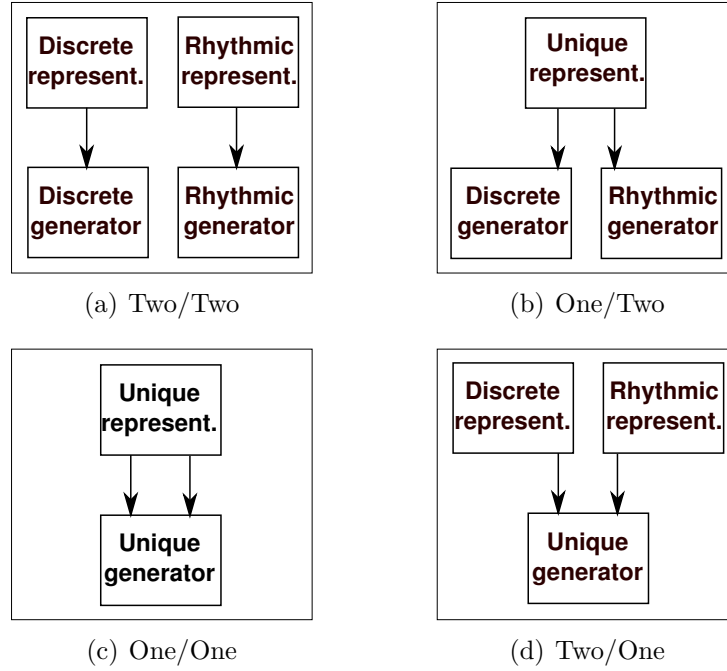 Discrete
represent.
Rhythmic
represent.
Discrete
generator
Rhythmic
generator
(a) Two/Two
Unique
represent.
Discrete
generator
Rhythmic
generator
(b) One/Two
Unique
represent.
Unique
generator
(c) One/One
Discrete
represent.
Rhythmic
represent.
Unique
generator
(d) Two/One